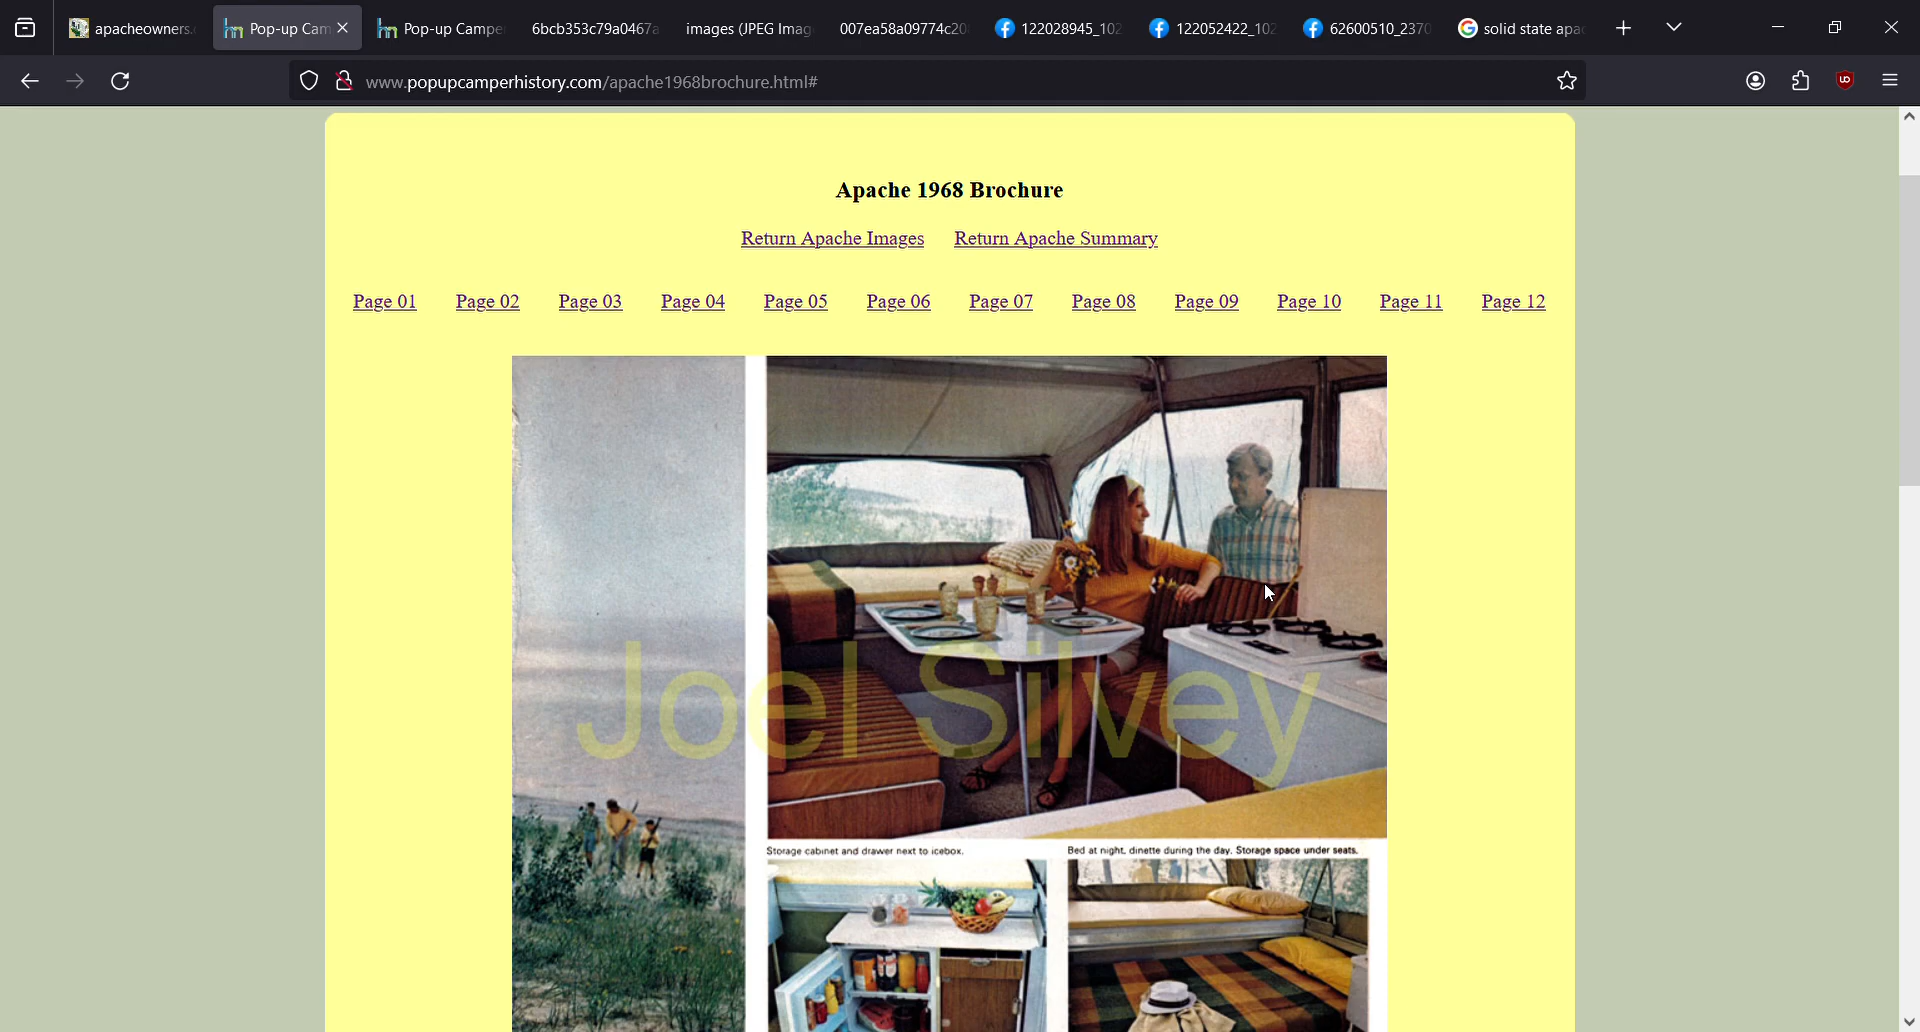 apacheowners.
Pop-up Cam
Pop-up Campe
6bcb353c79a0467a
images (JPEG Imag
007ea58a09774c20
122028945_102
122052422_102
62600510_2370
solid state apac
www.popupcamperhistory.com/apache1968brochure.html#
Apache 1968 Brochure
Return Apache Images Return Apache Summary
Page 01 Page 02 Page 03 Page 04 Page 05 Page 06 Page 07 Page 08 Page 09 Page 10 Page 11 Page 12
Joel Silvey
Storage cabinet and drawer next to icebox.
Bed at night, dinette during the day. Storage space under seats.